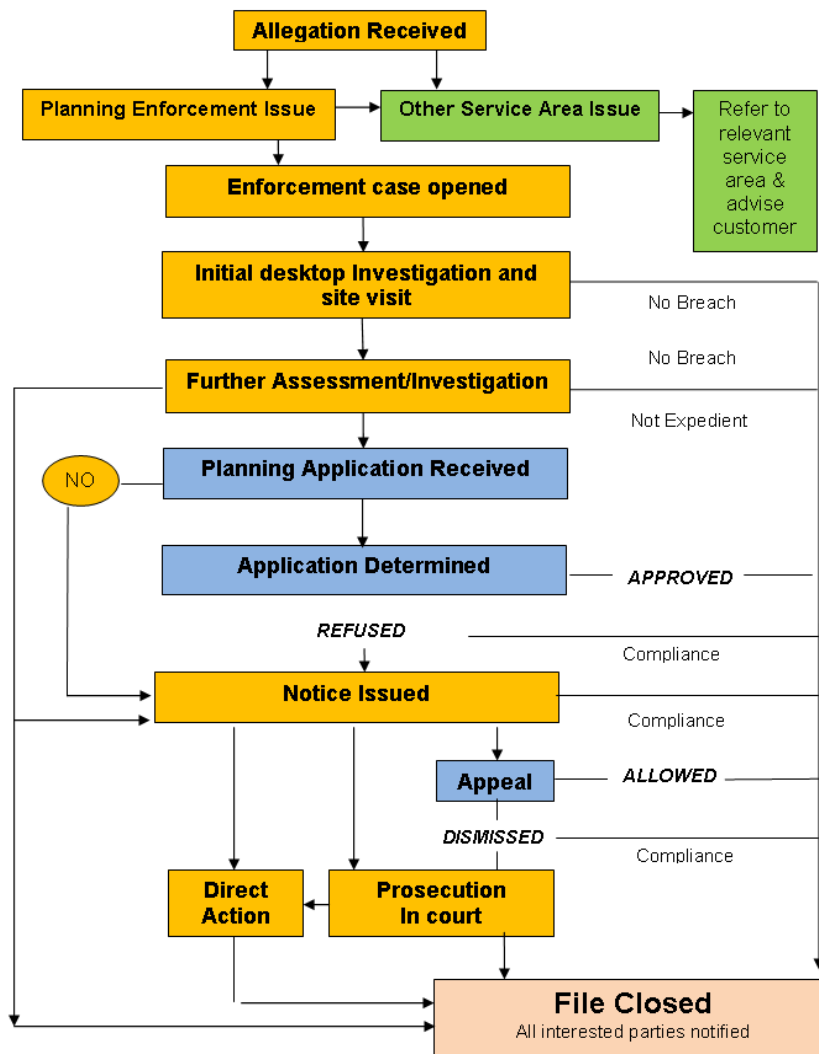 Allegation Received
Planning Enforcement Issue
Other Service Area Issue
Refer to
relevant
service
area &
advise
customer
Enforcement case opened
Initial desktop Investigation and
site visit
No Breach
No Breach
Further Assessment/Investigation
Not Expedient
Planning Application Received
NO
Application Determined
APPROVED
REFUSED
Compliance
Notice Issued
Compliance
Appeal
ALLOWED
DISMISSED
Compliance
Direct
Action
Prosecution
In court
File Closed
All interested parties notified